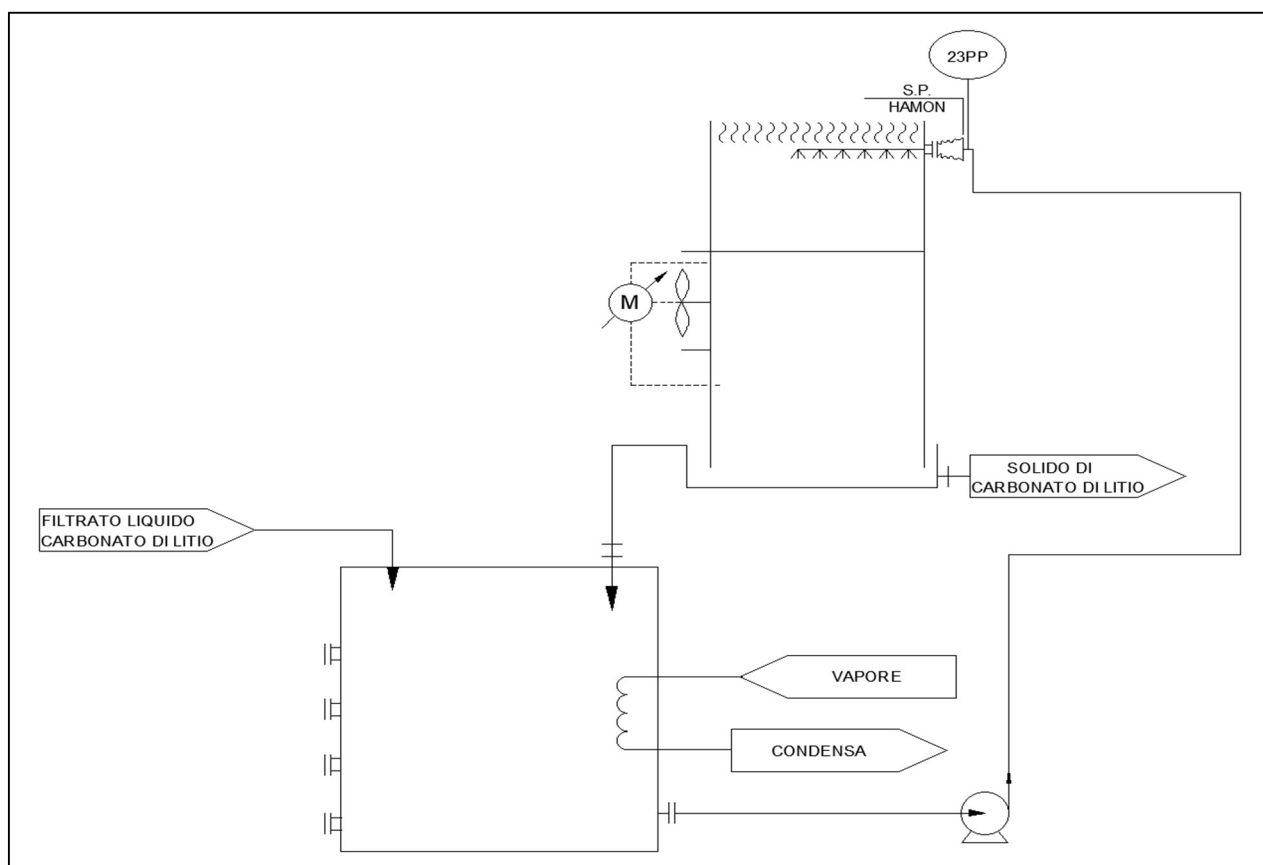 23PP
S.P.
HAMON
M
SOLIDO DI
CARBONATO DI LITIO
FILTRATO LIQUIDO
CARBONATO DI LITIO
VAPORE
CONDENSA